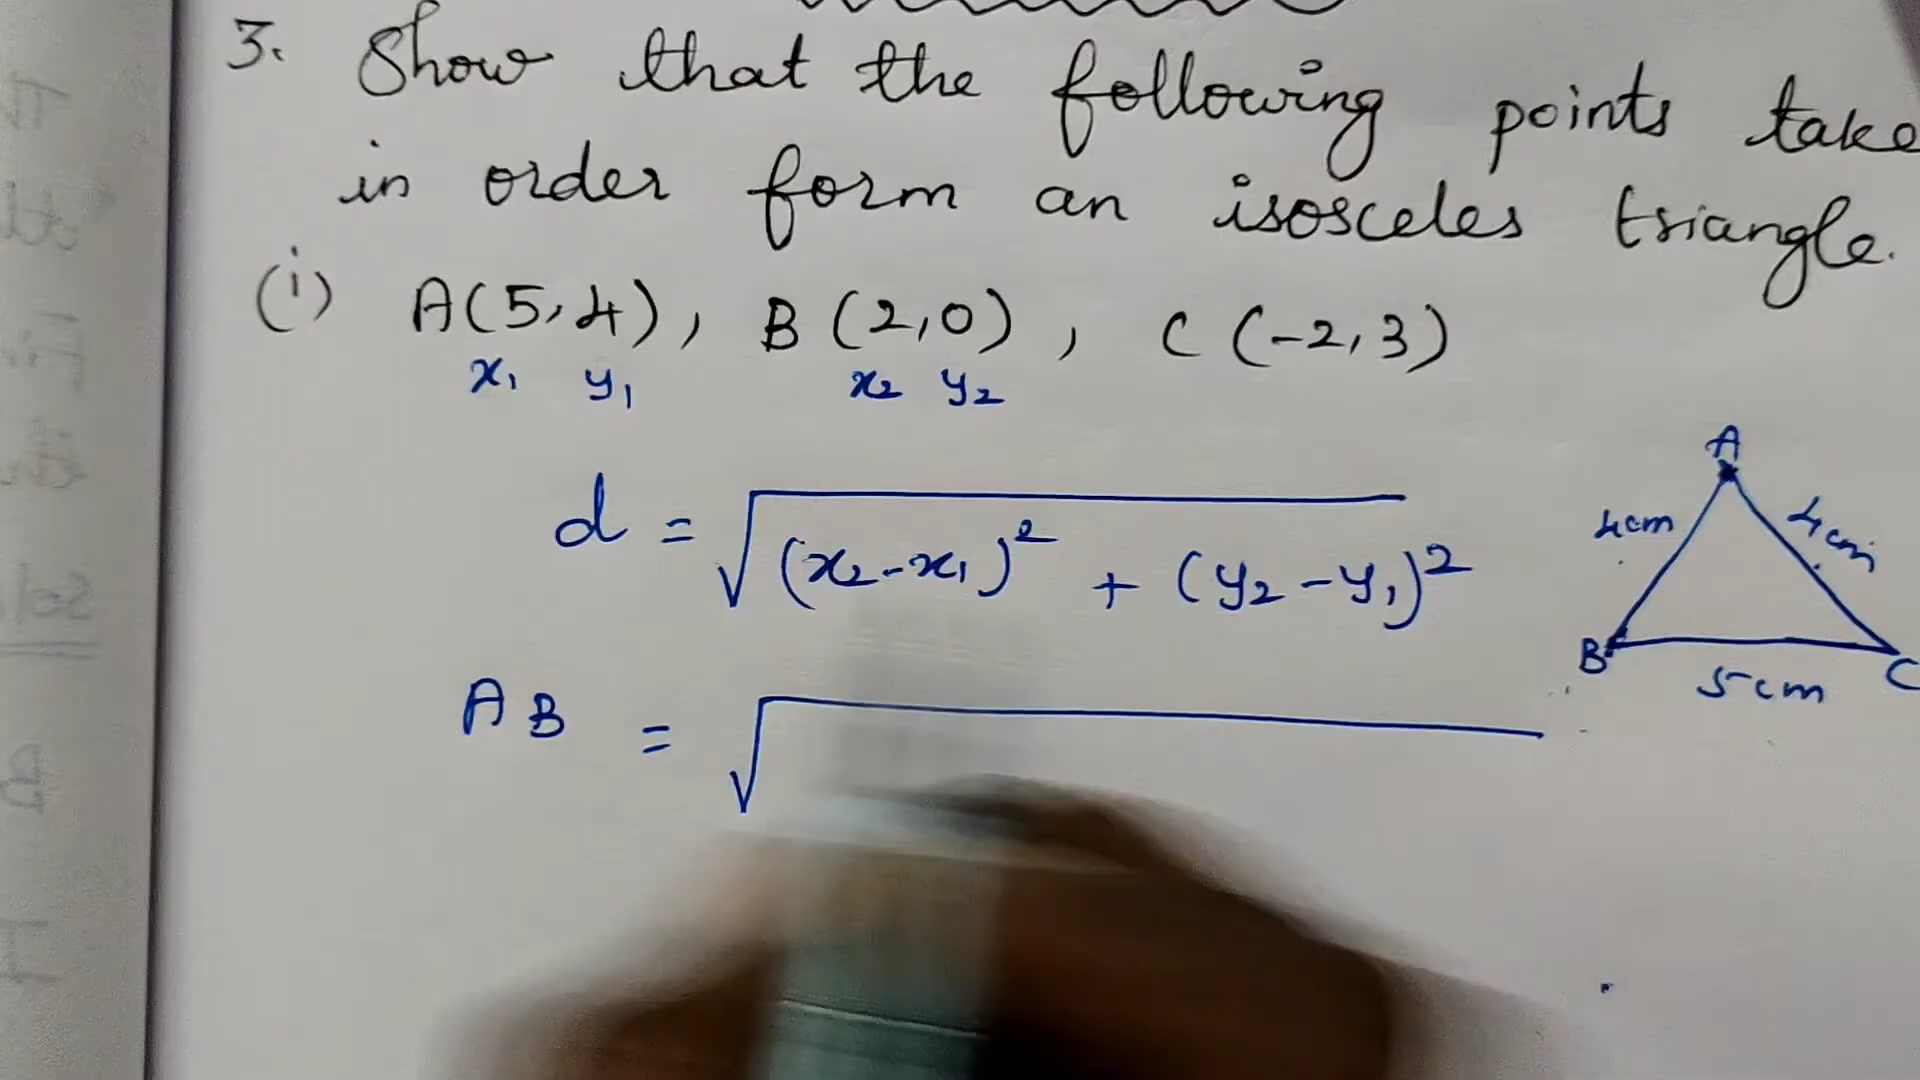 3. Show that the following points take
in order form an isosceles triangle.
(i) A(5,4), B(2,0), C(-2,3)
x₁ y₁ x₂ y₂
d = √(x₂-x₁)² + (y₂-y₁)²
A
4cm 4cm
B C
5cm
AB = √